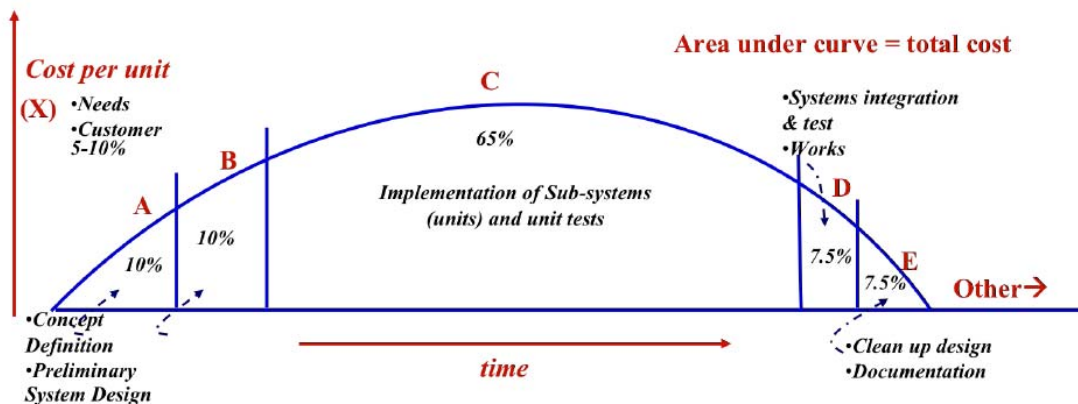 Area under curve = total cost
Cost per unit
(X)
•Needs
•Customer
5-10%
C
•Systems integration
& test
•Works
B
65%
A
D
Implementation of Sub-systems
(units) and unit tests
10%
10%
7.5%
E
7.5%
Other→
•Concept
Definition
•Preliminary
System Design
time
•Clean up design
•Documentation